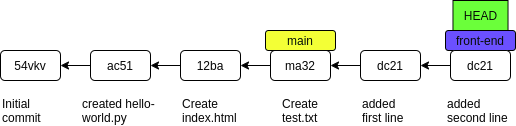 HEAD
main
front-end
54vkv
ac51
12ba
ma32
dc21
dc21
Initial
commit
created hello-
world.py
Create
index.html
Create
test.txt
added
first line
added
second line